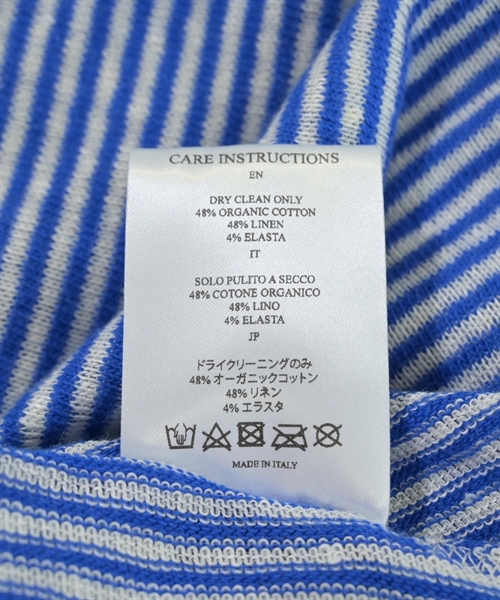 CARE INSTRUCTIONS
EN
DRY CLEAN ONLY
48% ORGANIC COTTON
48% LINEN
4% ELASTA
IT
SOLO PULITO A SECCO
48% COTONE ORGANICO
48% LINO
4% ELASTA
JP
ドライクリーニングのみ
48% オーガニックコットン
48% リネン
4% エラスタ
MADE IN ITALY